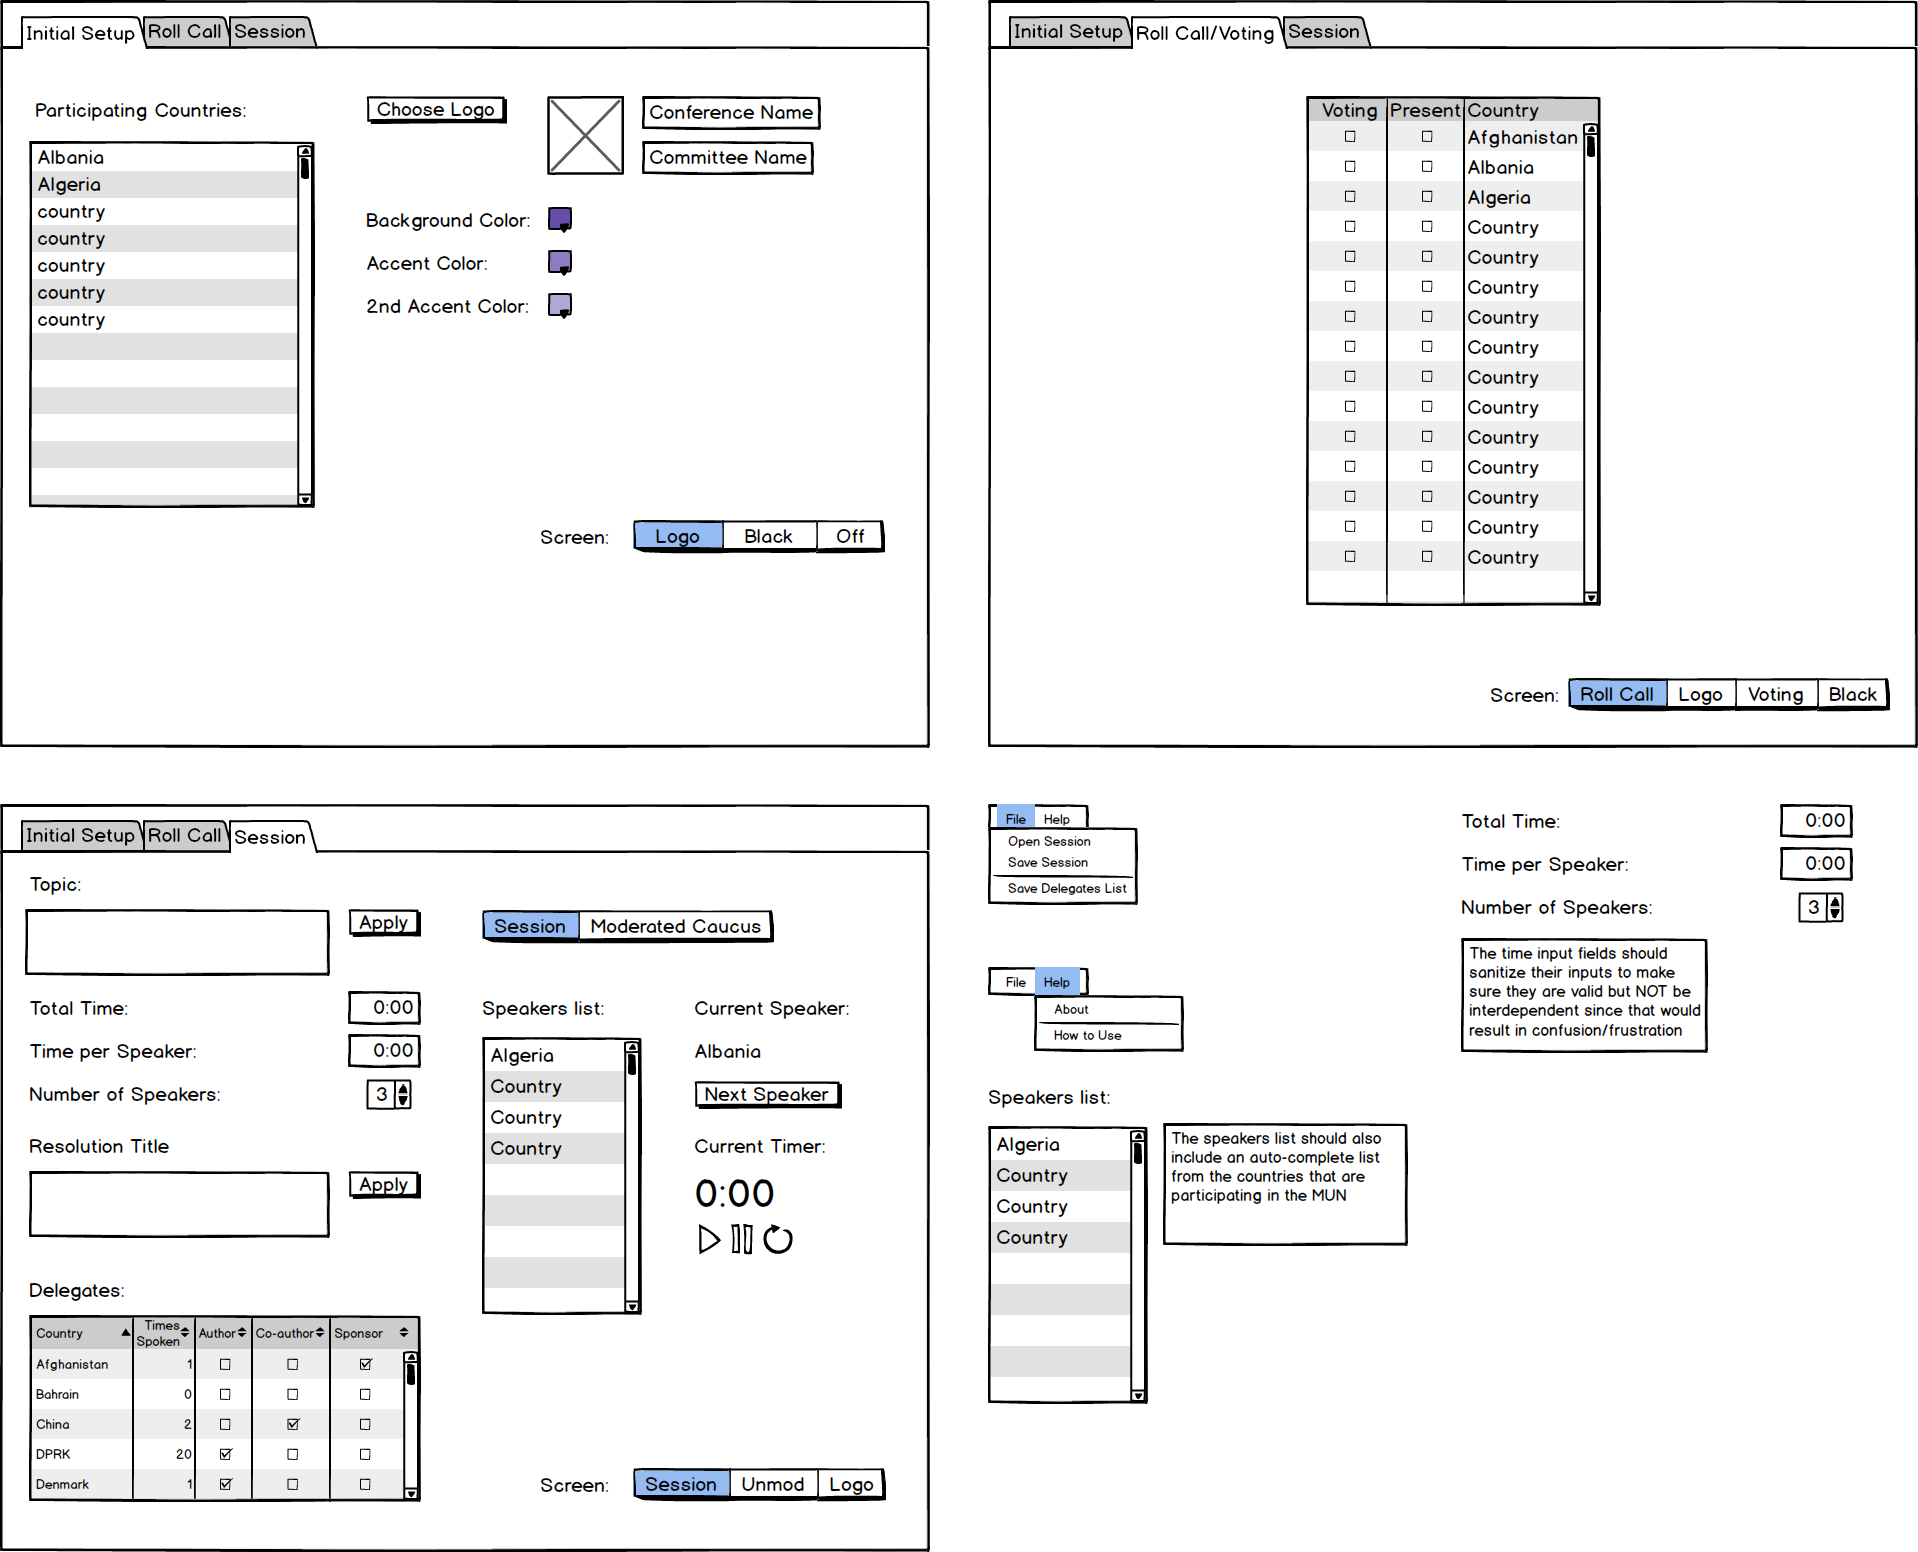 Initial Setup Roll Call Session
Participating Countries:
Albania
Algeria
country
country
country
country
country
Choose Logo
Conference Name
Committee Name
Background Color:
Accent Color:
2nd Accent Color:
Screen: Logo Black Off
Initial Setup Roll Call/Voting Session
Voting Present Country
Afghanistan
Albania
Algeria
Country
Country
Country
Country
Country
Country
Country
Country
Country
Country
Country
Country
Screen: Roll Call Logo Voting Black
Initial Setup Roll Call Session
Topic:
Apply
Total Time: 0:00
Time per Speaker: 0:00
Number of Speakers: 3
Resolution Title
Apply
Delegates:
Country Times Spoken Author Co-author Sponsor
Afghanistan 1
Bahrain 0
China 2
DPRK 20
Denmark 1
Session Moderated Caucus
Speakers list:
Algeria
Country
Country
Country
Current Speaker:
Albania
Next Speaker
Current Timer:
0:00
Screen: Session Unmod Logo
File Help
Open Session
Save Session
Save Delegates List
File Help
About
How to Use
Speakers list:
Algeria
Country
Country
Country
The speakers list should also
include an auto-complete list
from the countries that are
participating in the MUN
Total Time: 0:00
Time per Speaker: 0:00
Number of Speakers: 3
The time input fields should
sanitize their inputs to make
sure they are valid but NOT be
interdependent since that would
result in confusion/frustration